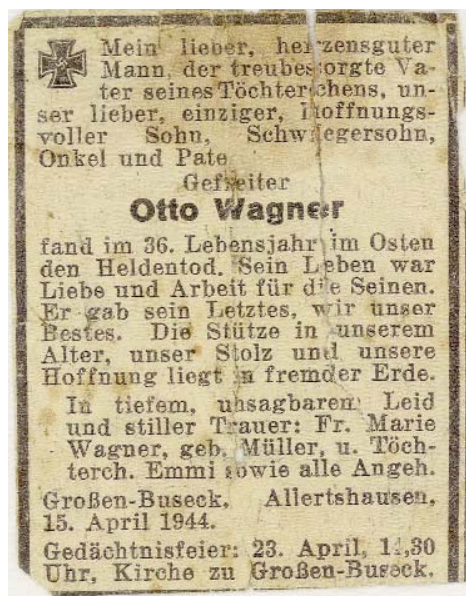 Mein lieber, herzensguter
Mann, der treubesorgte Va-
ter seines Töchterchens, un-
ser lieber, einziger, hoffnungs-
voller Sohn, Schwiegersohn,
Onkel und Pate
Gefreiter
Otto Wagner
fand im 36. Lebensjahr im Osten
den Heldentod. Sein Leben war
Liebe und Arbeit für die Seinen.
Er gab sein Letztes, wir unser
Bestes. Die Stütze in unserem
Alter, unser Stolz und unsere
Hoffnung liegt in fremder Erde.
In tiefem, unsagbarem Leid
und stiller Trauer: Fr. Marie
Wagner, geb. Müller, u. Töch-
terch. Emmi sowie alle Angeh.
Großen-Buseck, Allertshausen,
15. April 1944.
Gedächtnisfeier: 23. April,
Uhr, Kirche zu Großen-Buseck.